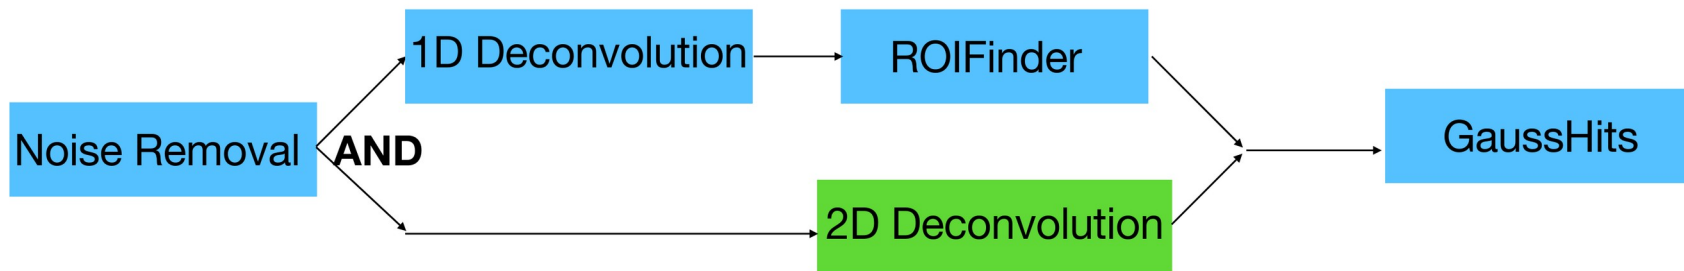 1D Deconvolution
ROIFinder
Noise Removal
AND
GaussHits
2D Deconvolution